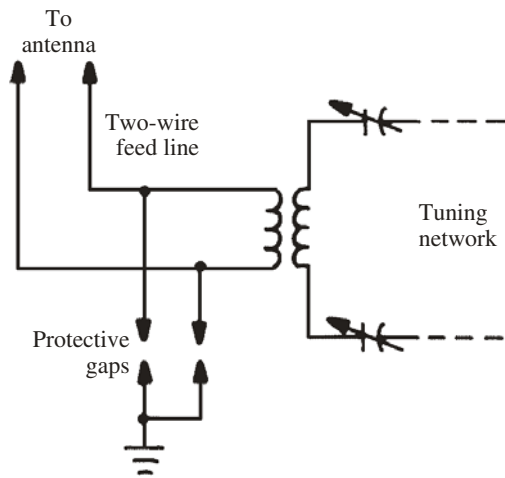 To
antenna
Two-wire
feed line
Tuning
network
Protective
gaps